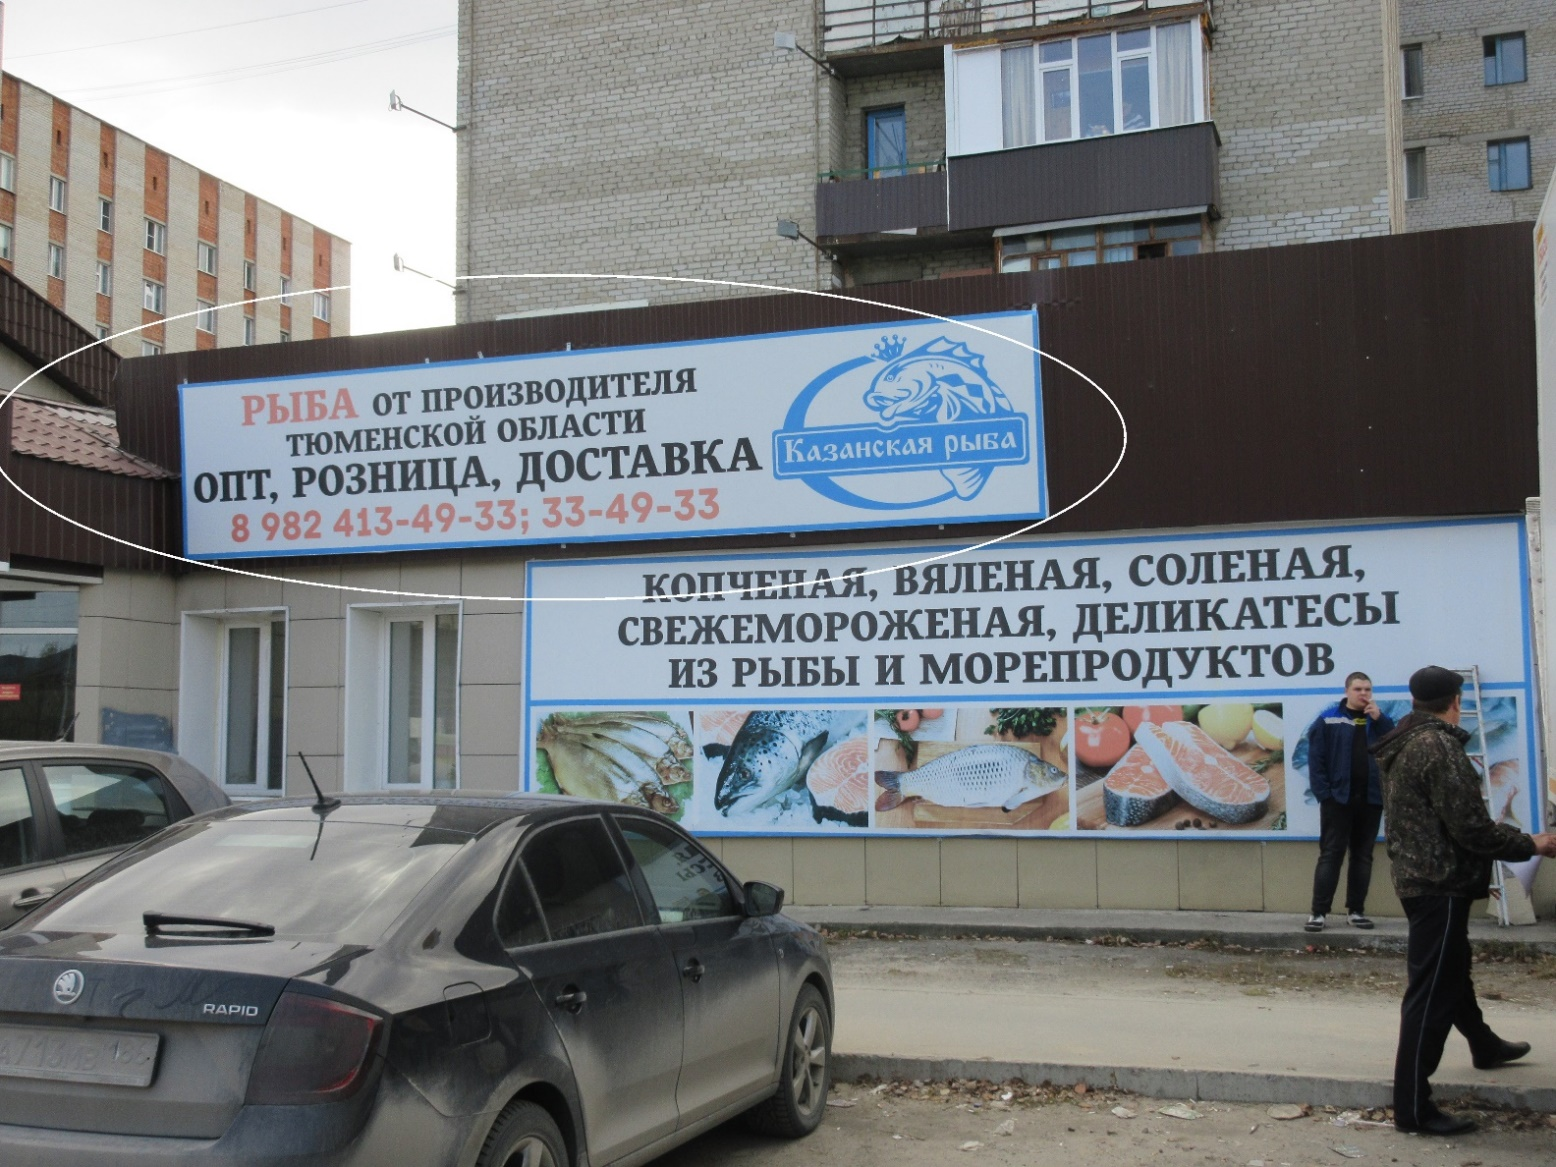 РЫБА ОТ ПРОИЗВОДИТЕЛЯ
ТЮМЕНСКОЙ ОБЛАСТИ
ОПТ, РОЗНИЦА, ДОСТАВКА
8 982 413-49-33; 33-49-33
Казанская рыба
КОПЧЕНАЯ, ВЯЛЕНАЯ, СОЛЕНАЯ,
СВЕЖЕМОРОЖЕНАЯ, ДЕЛИКАТЕСЫ
ИЗ РЫБЫ И МОРЕПРОДУКТОВ
RAPID